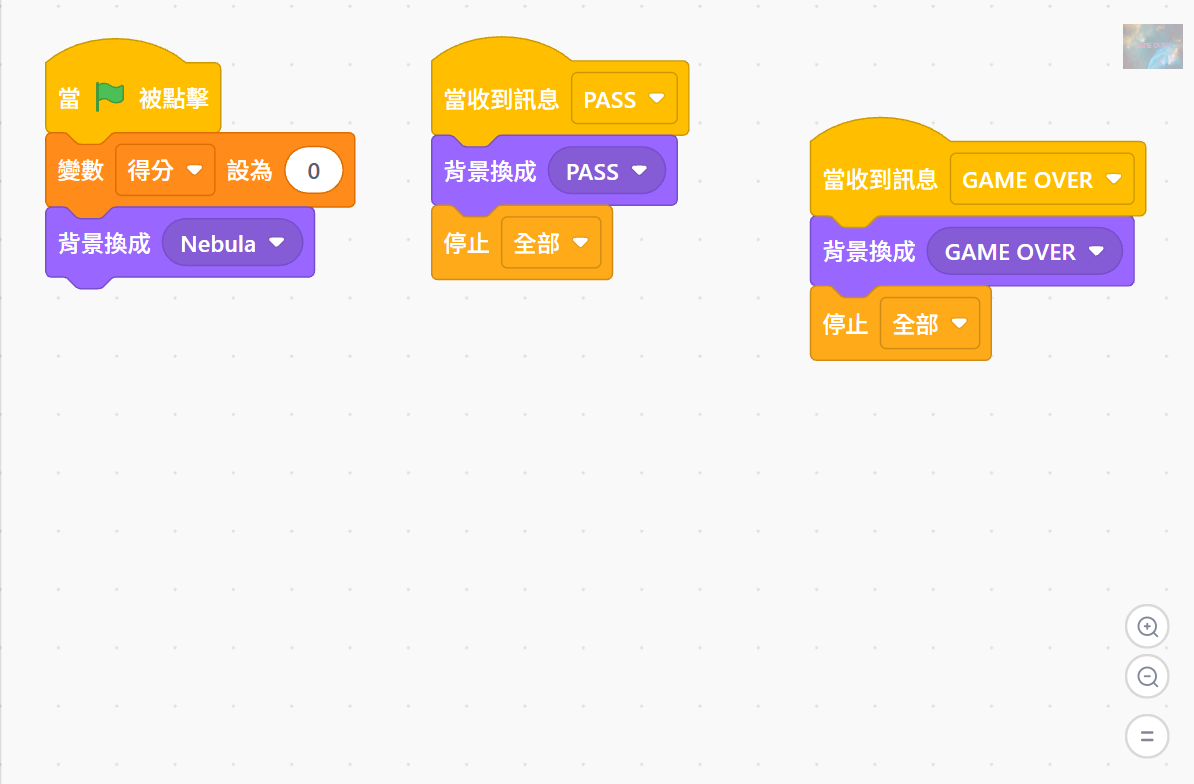 當 被點擊
變數 得分 設為 0
背景換成 Nebula
當收到訊息 PASS
背景換成 PASS
停止 全部
當收到訊息 GAME OVER
背景換成 GAME OVER
停止 全部
GAME OVER